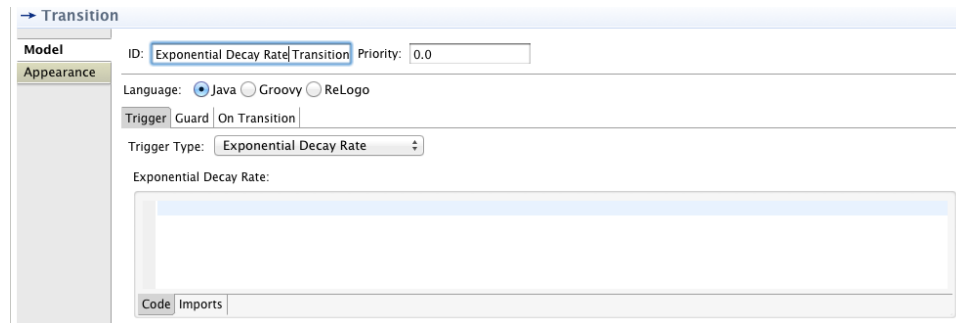 → Transition
Model
Appearance
ID: Exponential Decay Rate Transition Priority: 0.0
Language: Java Groovy ReLogo
Trigger Guard On Transition
Trigger Type: Exponential Decay Rate
Exponential Decay Rate:
Code Imports